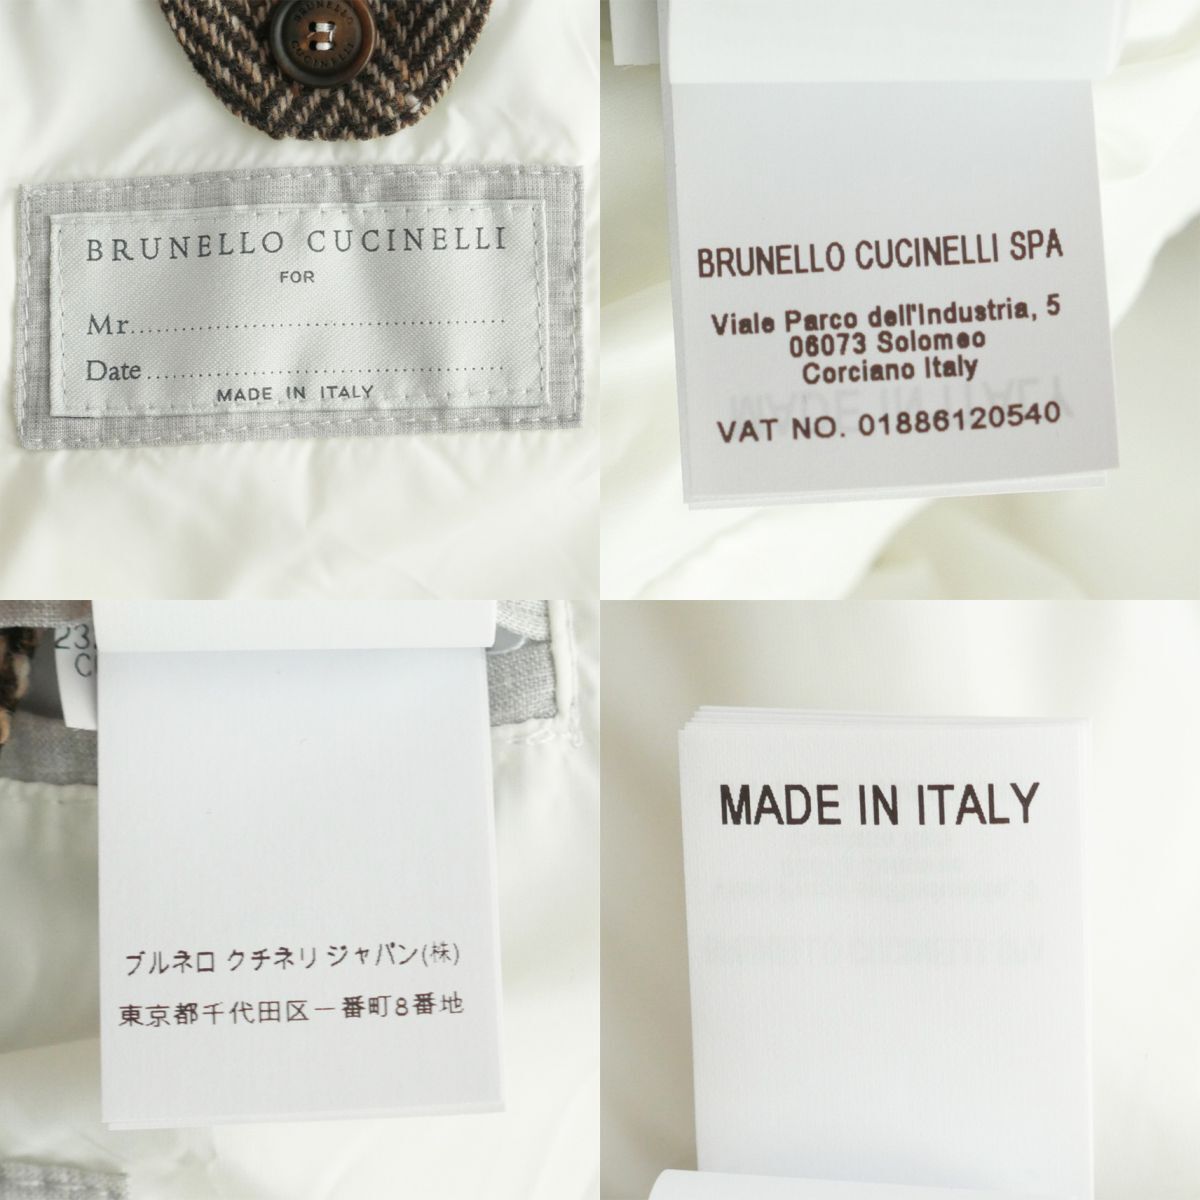 BRUNELLO
CUCINELLI
BRUNELLO CUCINELLI
FOR
Mr.......................................................
Date.................................................
MADE IN ITALY
BRUNELLO CUCINELLI SPA
Viale Parco dell'Industria, 5
06073 Solomeo
Corciano Italy
VAT NO. 01886120540
ブルネロ クチネリ ジャパン(株)
東京都千代田区一番町8番地
MADE IN ITALY